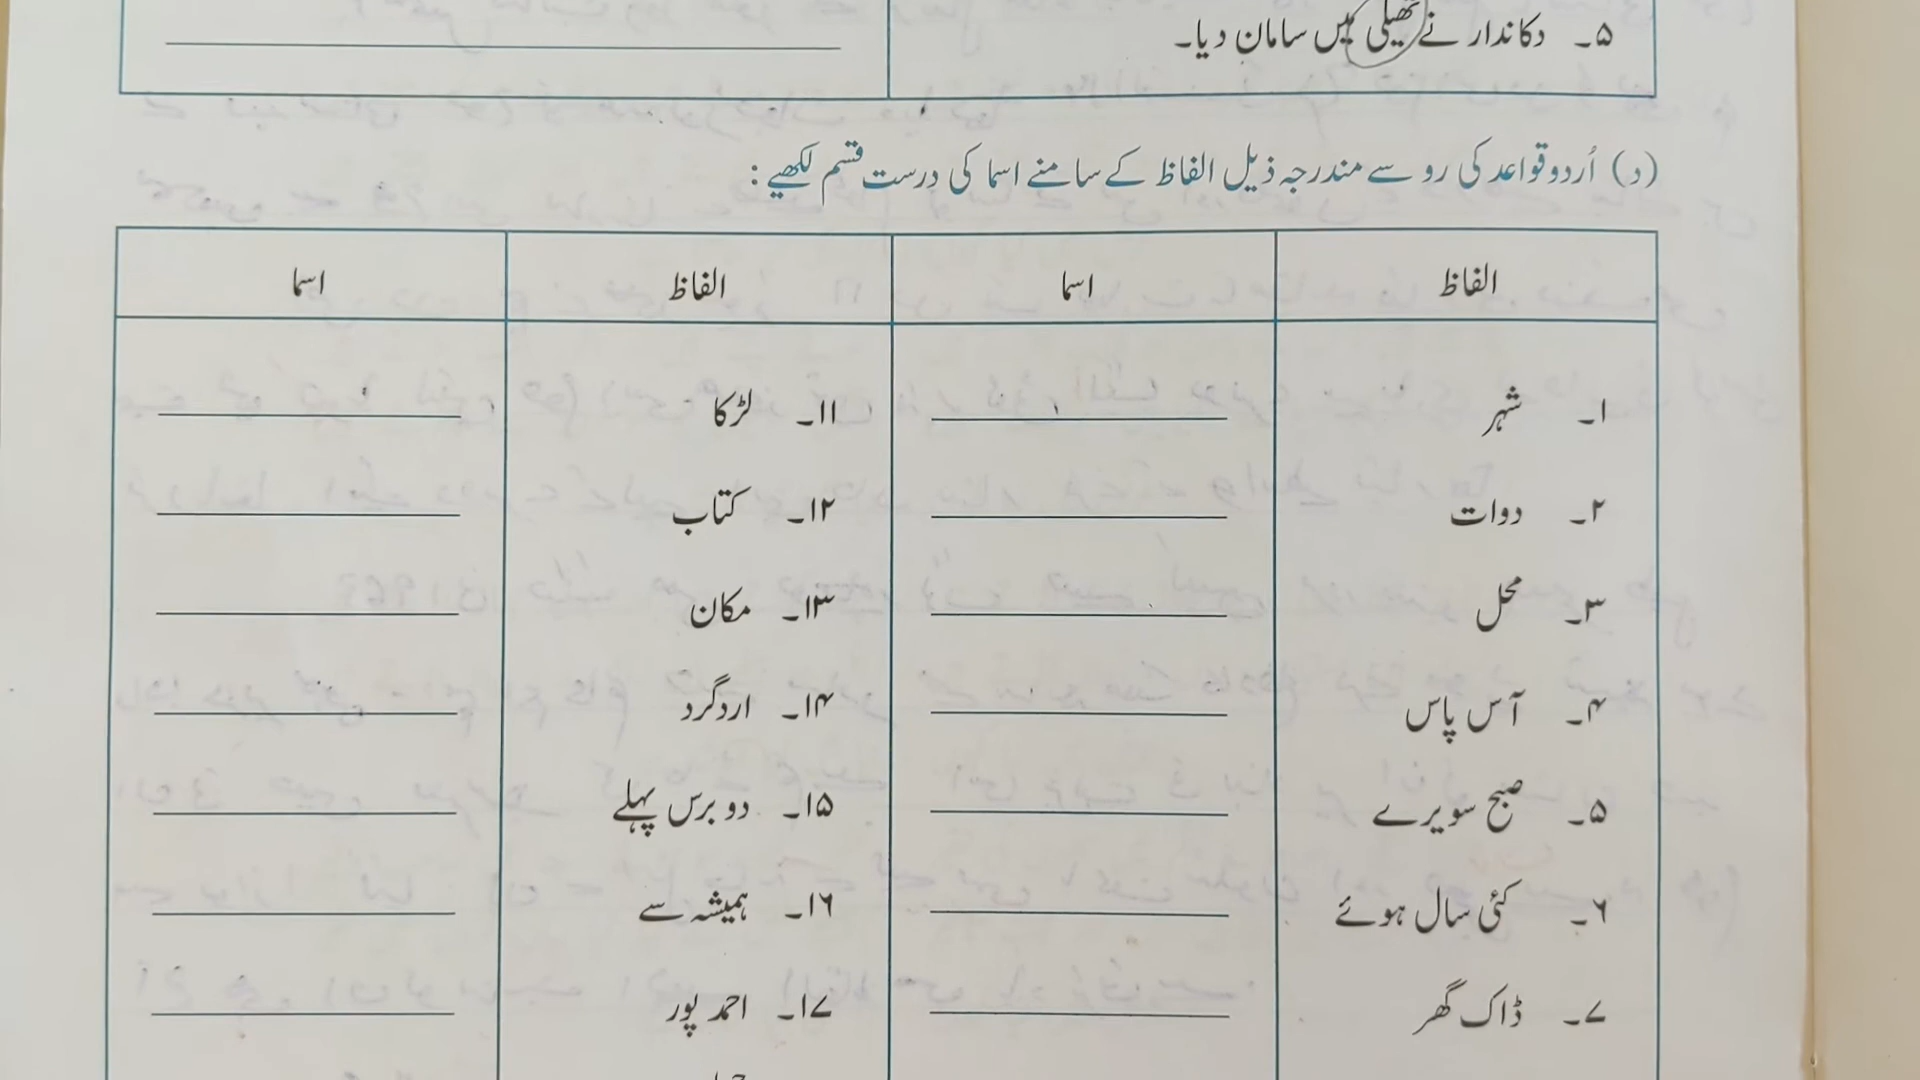 ۵۔ دکاندار نے تھیلی میں سامان دیا۔
(د) اُردو قواعد کی رو سے مندرجہ ذیل الفاظ کے سامنے اسما کی درست قسم لکھیے :
الفاظ اسما الفاظ اسما
۱۔ شہر ۱۱۔ لڑکا
۲۔ دوات ۱۲۔ کتاب
۳۔ محل ۱۳۔ مکان
۴۔ آس پاس ۱۴۔ اردگرد
۵۔ صبح سویرے ۱۵۔ دو برس پہلے
۶۔ کئی سال ہوئے ۱۶۔ ہمیشہ سے
۷۔ ڈاک گھر ۱۷۔ احمد پور